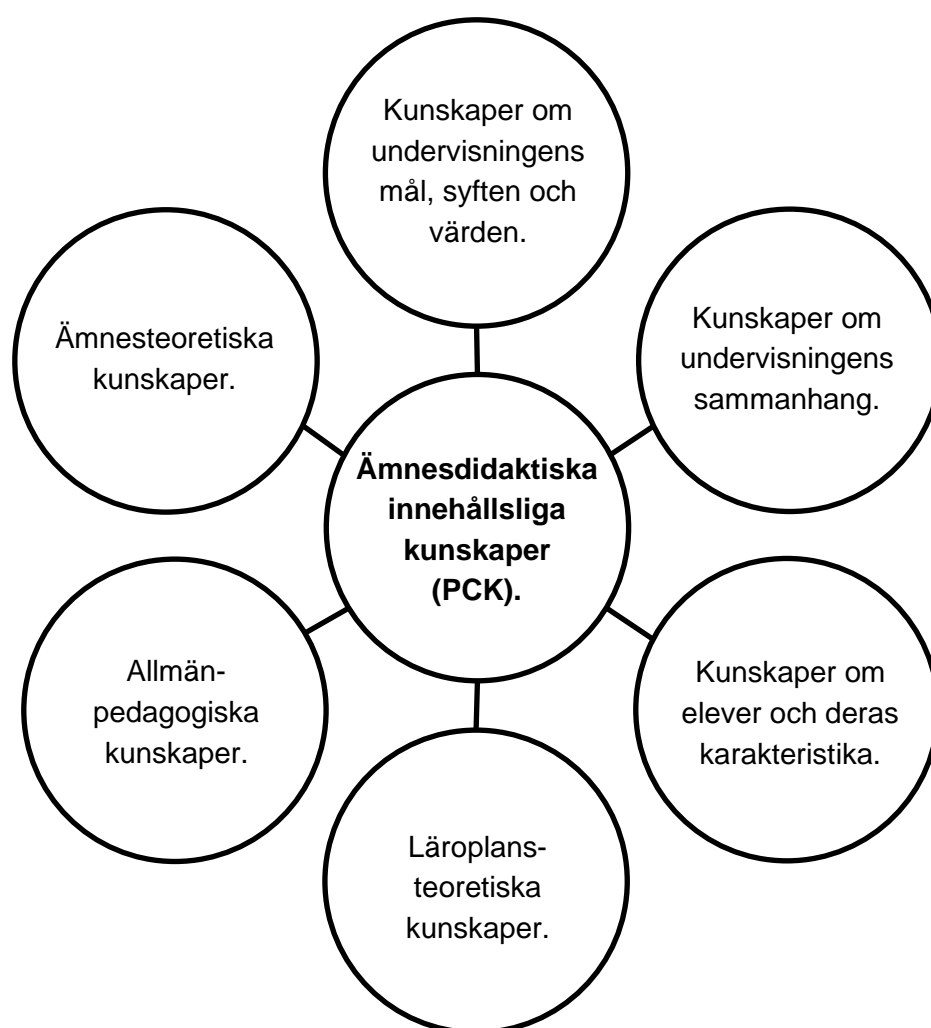 Kunskaper om
undervisningens
mål, syften och
värden.
Kunskaper om
undervisningens
sammanhang.
Ämnesteoretiska
kunskaper.
Ämnesdidaktiska
innehållsliga
kunskaper
(PCK).
Kunskaper om
elever och deras
karakteristika.
Allmän-
pedagogiska
kunskaper.
Läroplans-
teoretiska
kunskaper.